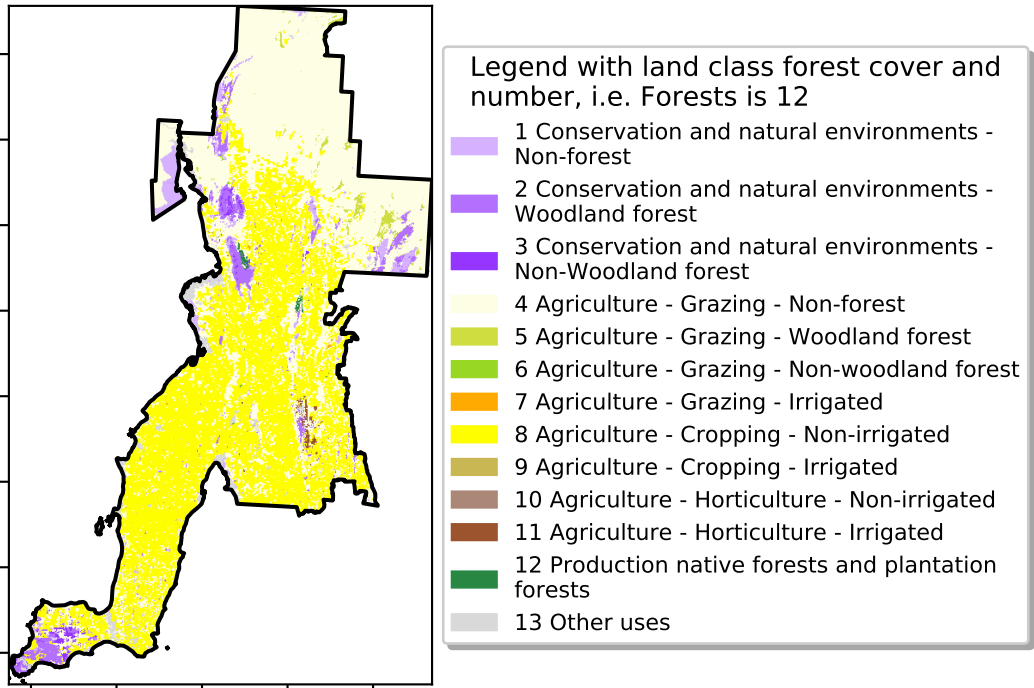 Legend with land class forest cover and
number, i.e. Forests is 12
1 Conservation and natural environments -
Non-forest
2 Conservation and natural environments -
Woodland forest
3 Conservation and natural environments -
Non-Woodland forest
4 Agriculture - Grazing - Non-forest
5 Agriculture - Grazing - Woodland forest
6 Agriculture - Grazing - Non-woodland forest
7 Agriculture - Grazing - Irrigated
8 Agriculture - Cropping - Non-irrigated
9 Agriculture - Cropping - Irrigated
10 Agriculture - Horticulture - Non-irrigated
11 Agriculture - Horticulture - Irrigated
12 Production native forests and plantation
forests
13 Other uses